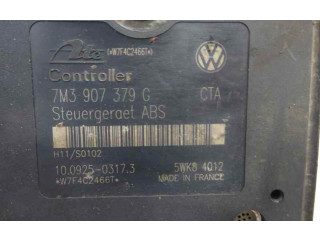 Ate
*W7F4C2466T*
Controller
7M3 907 379 G CTA
Steuergeraet ABS
H11/S0102
10.0925-0317.3 5WK8 4012
*W7F4C2466T* MADE IN FRANCE